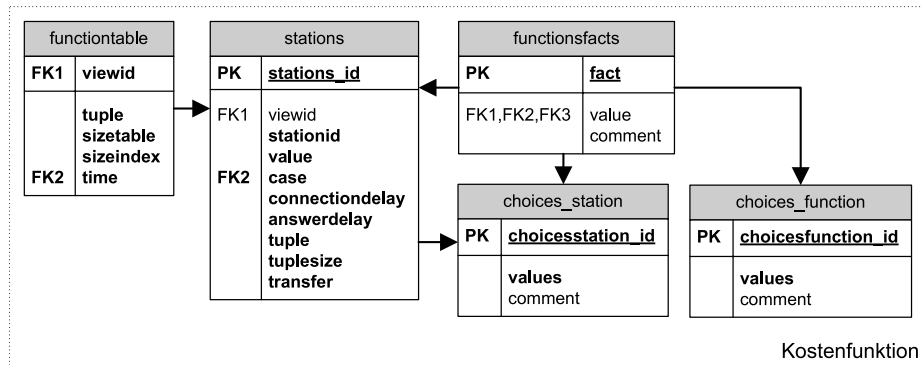 functiontable
FK1 viewid
tuple
sizetable
sizeindex
FK2 time
stations
PK stations_id
FK1 viewid
stationid
value
FK2 case
connectiondelay
answerdelay
tuple
tuplesize
transfer
functionsfacts
PK fact
FK1,FK2,FK3 value
comment
choices_station
PK choicesstation_id
values
comment
choices_function
PK choicesfunction_id
values
comment
Kostenfunktion